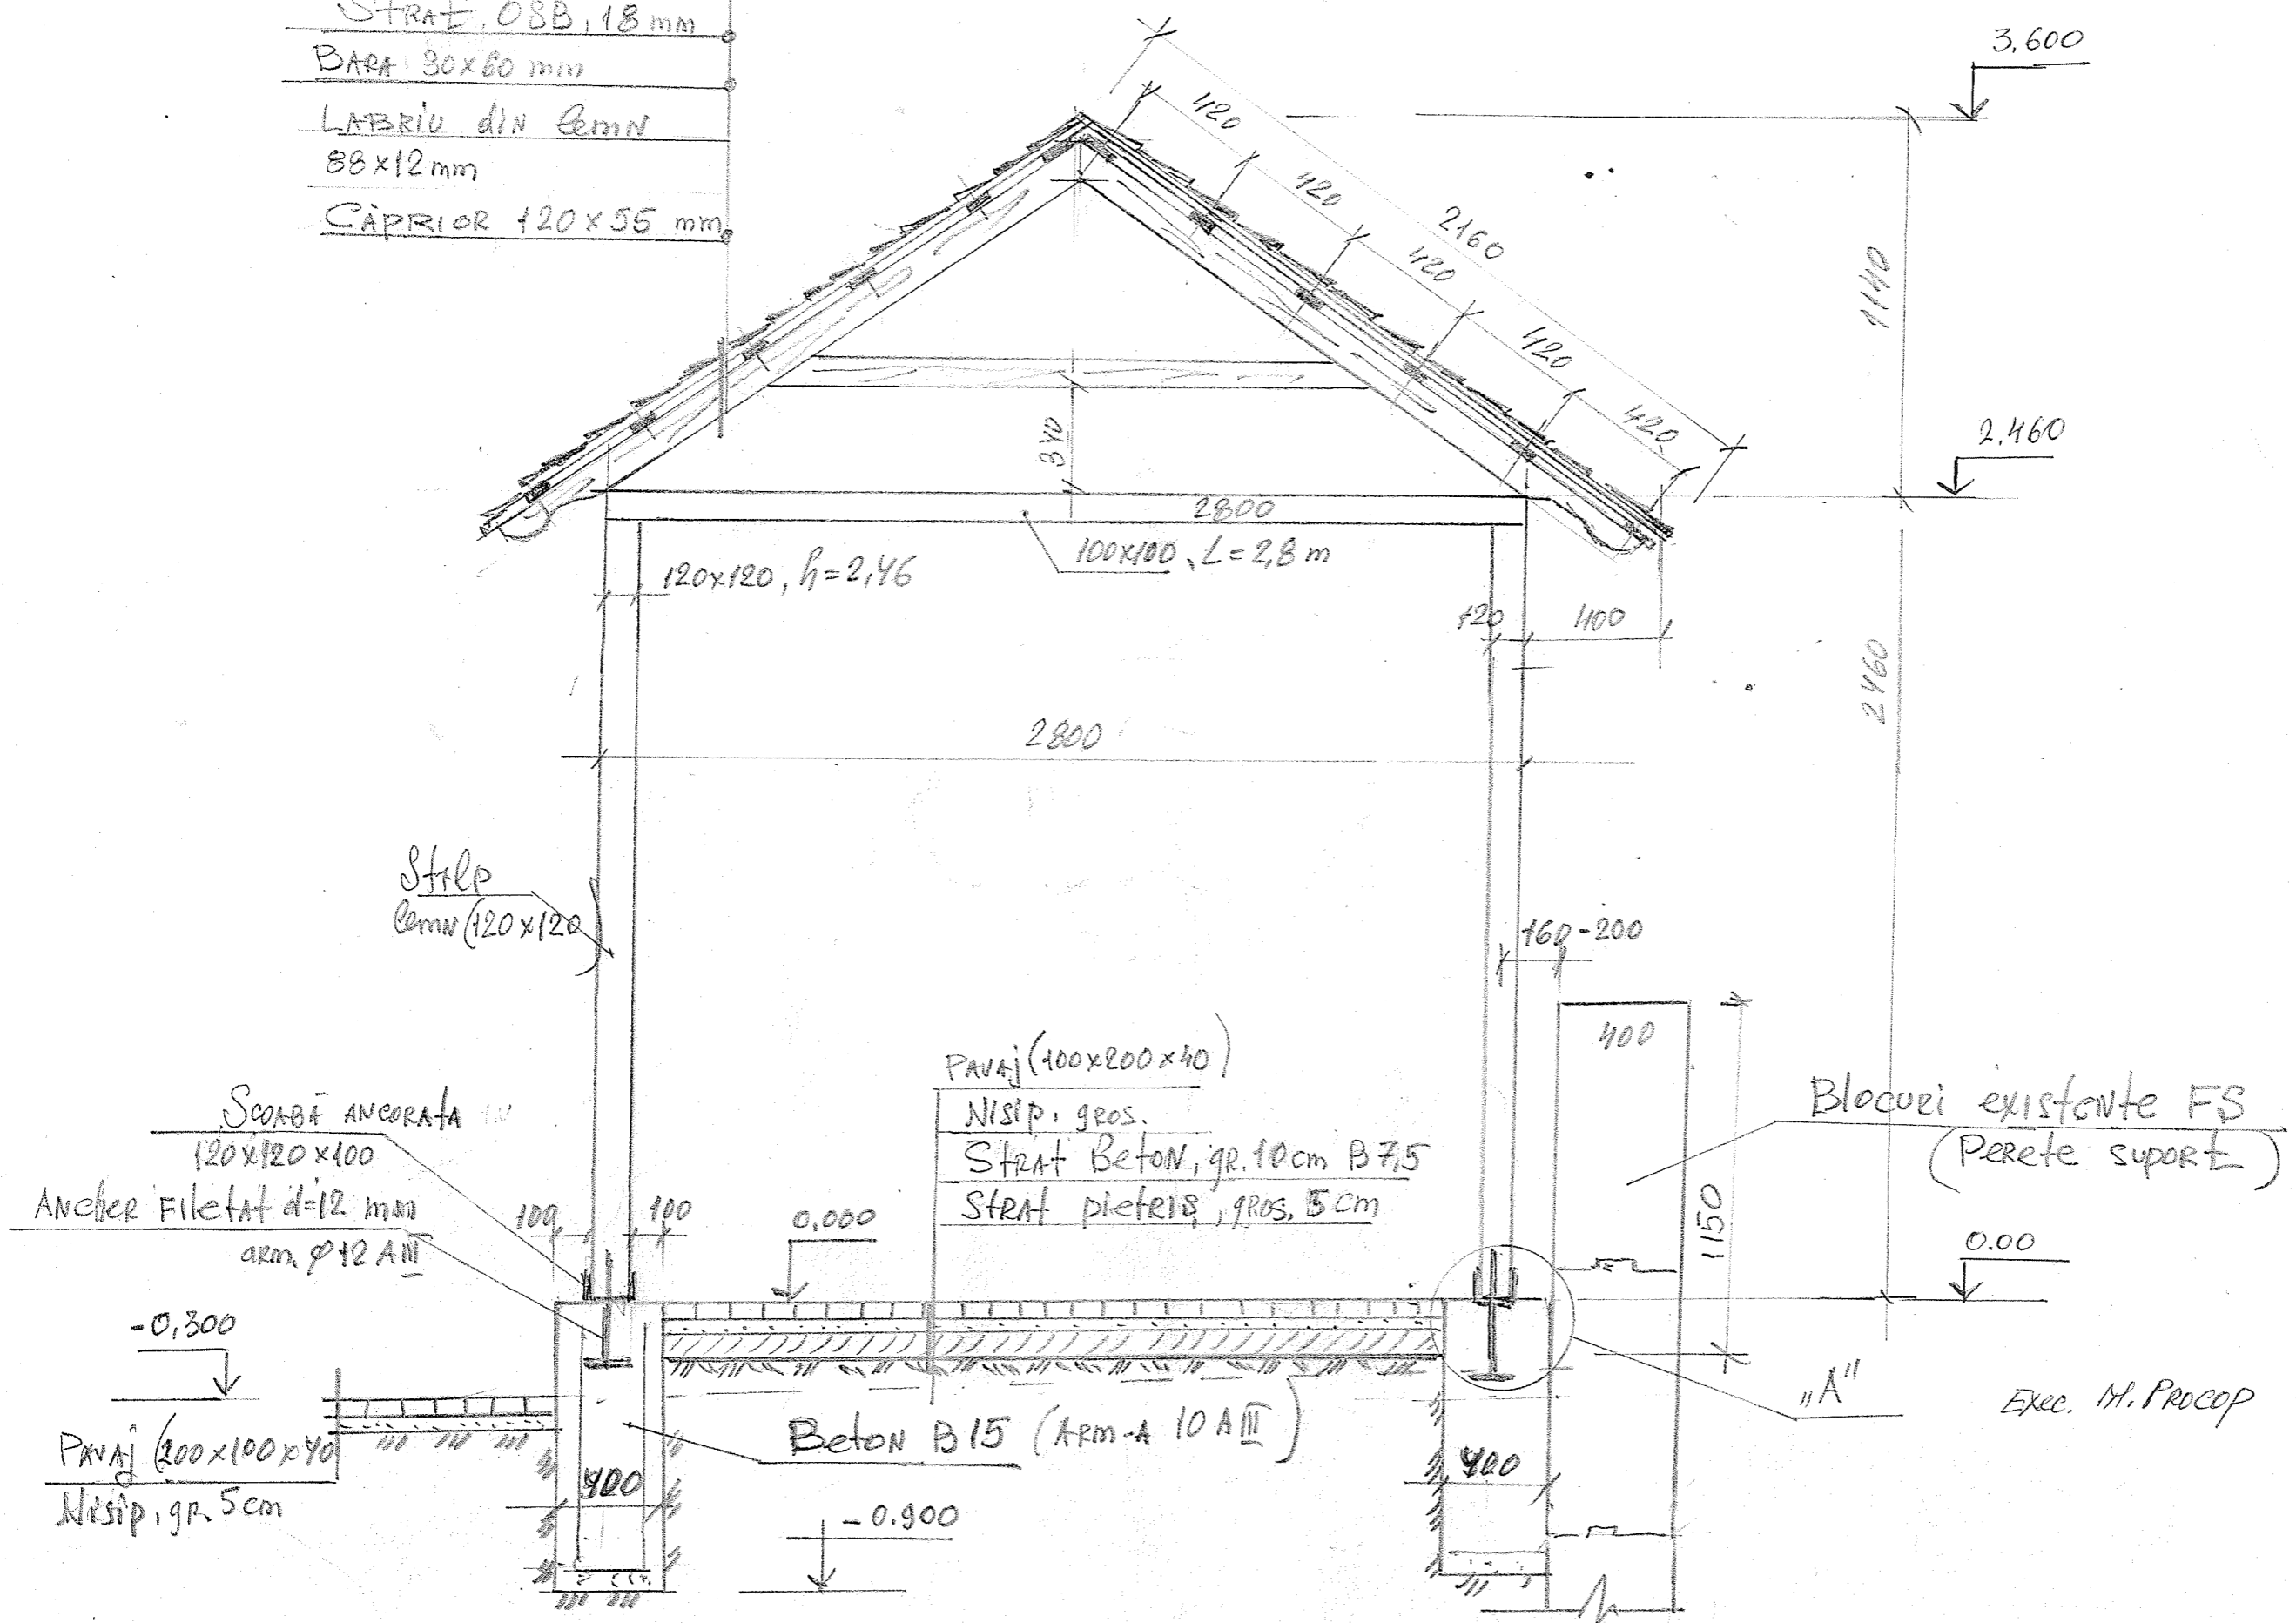 Strat, OSB, 18 mm
BARA 30x60 mm
LABRIU din lemn
88x12 mm
CĂPRIOR 120x55 mm
3.600
420
420
420
420
420
2160
1140
2.460
340
2800
100x100, L=2,8 m
120x120, h=2,46
120
400
2460
2800
Stîlp
lemn (120x120)
160-200
400
Pavaj (100x200x40)
Nisip, gros.
Strat Beton, gr. 10 cm B 7,5
Strat pietriș, gros. 5 cm
Blocuri existente FS
(Perete suport)
1150
Scoabă ancorata
120x120x100
Ancher Filetat d=12 mm
arm. φ12 AIII
100
100
0.000
0.00
-0,300
Pavaj (200x100x40)
Nisip, gr. 5 cm
Beton B15 (Arm-A 10 AIII)
400
400
-0.900
„A"
Exec. M. PROCOP